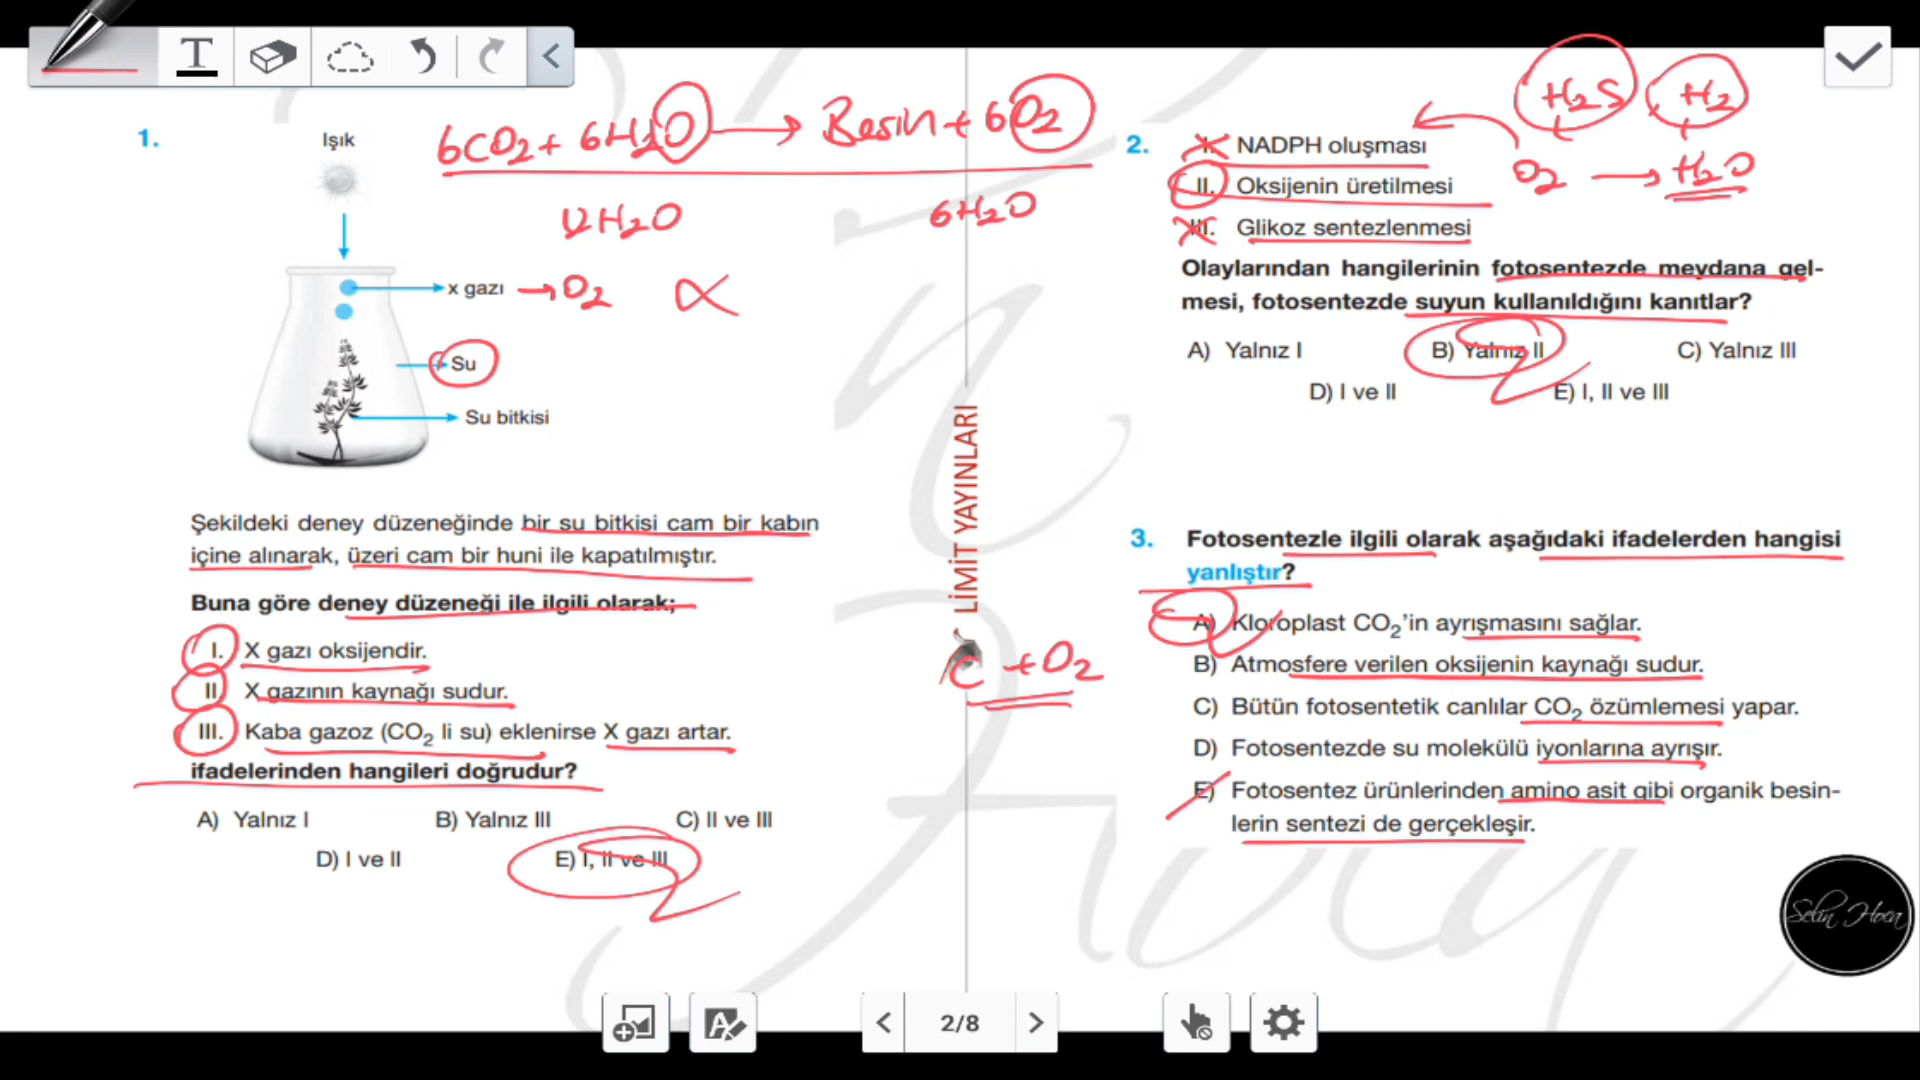 T
1.
Işık
6CO2 + 6H2O → Besin + 6O2
12H2O
6H2O
x gazı → O2
Su
Su bitkisi
Şekildeki deney düzeneğinde bir su bitkisi cam bir kabın
içine alınarak, üzeri cam bir huni ile kapatılmıştır.
Buna göre deney düzeneği ile ilgili olarak;
I. X gazı oksijendir.
II. X gazının kaynağı sudur.
III. Kaba gazoz (CO2 li su) eklenirse X gazı artar.
ifadelerinden hangileri doğrudur?
A) Yalnız I
B) Yalnız III
C) II ve III
D) I ve II
E) I, II ve III
LİMİT YAYINLARI
C + O2
H2S
H2
O2 → H2O
2.
I. NADPH oluşması
II. Oksijenin üretilmesi
III. Glikoz sentezlenmesi
Olaylarından hangilerinin fotosentezde meydana gel-
mesi, fotosentezde suyun kullanıldığını kanıtlar?
A) Yalnız I
B) Yalnız II
C) Yalnız III
D) I ve II
E) I, II ve III
3. Fotosentezle ilgili olarak aşağıdaki ifadelerden hangisi
yanlıştır?
A) Kloroplast CO2’in ayrışmasını sağlar.
B) Atmosfere verilen oksijenin kaynağı sudur.
C) Bütün fotosentetik canlılar CO2 özümlemesi yapar.
D) Fotosentezde su molekülü iyonlarına ayrışır.
E) Fotosentez ürünlerinden amino asit gibi organik besin-
lerin sentezi de gerçekleşir.
Selin Hoca
A
2/8